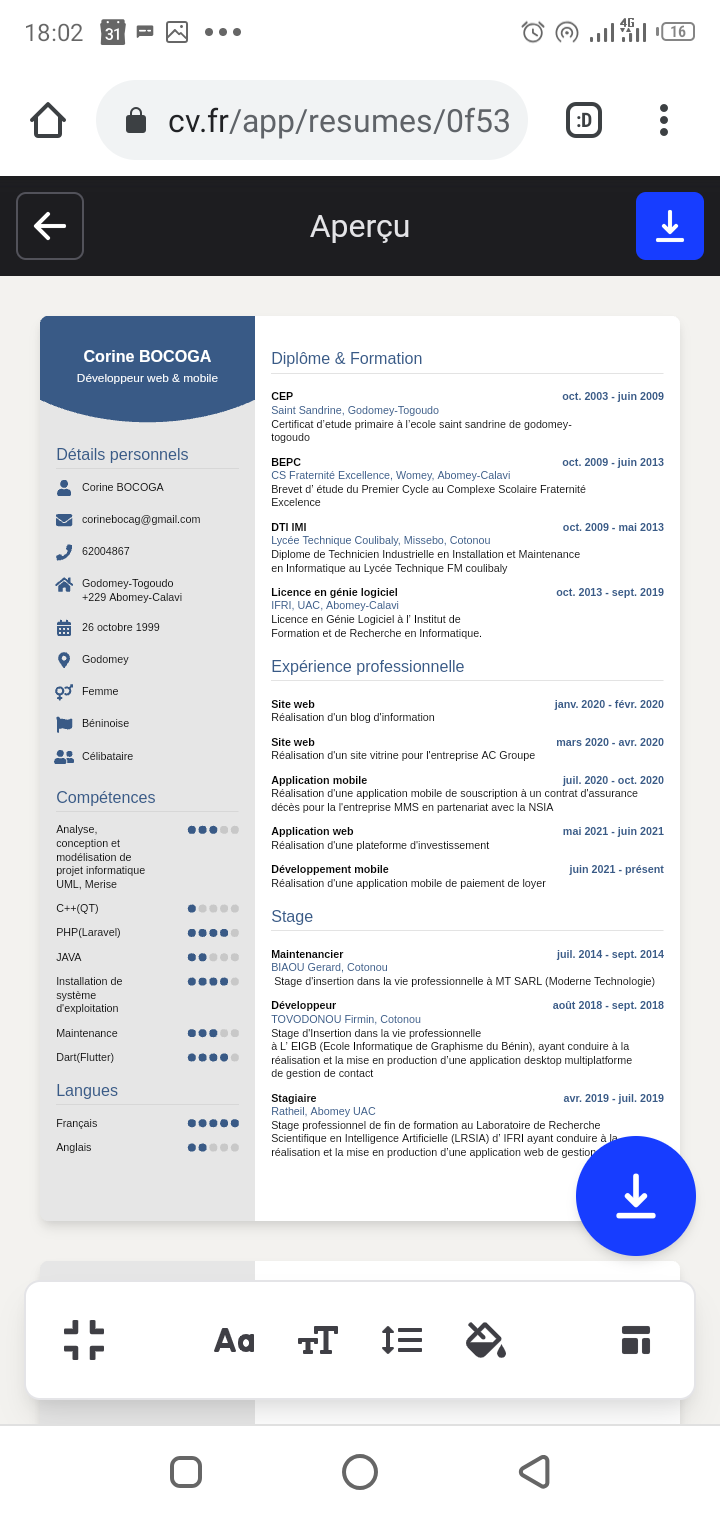 18:02
31
4G
16
cv.fr/app/resumes/0f53
:D
Aperçu
Corine BOCOGA
Développeur web & mobile
Détails personnels
Corine BOCOGA
corinebocag@gmail.com
62004867
Godomey-Togoudo
+229 Abomey-Calavi
26 octobre 1999
Godomey
Femme
Béninoise
Célibataire
Compétences
Analyse,
conception et
modélisation de
projet informatique
UML, Merise
C++(QT)
PHP(Laravel)
JAVA
Installation de
système
d'exploitation
Maintenance
Dart(Flutter)
Langues
Français
Anglais
Diplôme & Formation
CEP oct. 2003 - juin 2009
Saint Sandrine, Godomey-Togoudo
Certificat d'etude primaire à l'ecole saint sandrine de godomey-
togoudo
BEPC oct. 2009 - juin 2013
CS Fraternité Excellence, Womey, Abomey-Calavi
Brevet d' étude du Premier Cycle au Complexe Scolaire Fraternité
Excelence
DTI IMI oct. 2009 - mai 2013
Lycée Technique Coulibaly, Missebo, Cotonou
Diplome de Technicien Industrielle en Installation et Maintenance
en Informatique au Lycée Technique FM coulibaly
Licence en génie logiciel oct. 2013 - sept. 2019
IFRI, UAC, Abomey-Calavi
Licence en Génie Logiciel à l' Institut de
Formation et de Recherche en Informatique.
Expérience professionnelle
Site web janv. 2020 - févr. 2020
Réalisation d'un blog d'information
Site web mars 2020 - avr. 2020
Réalisation d'un site vitrine pour l'entreprise AC Groupe
Application mobile juil. 2020 - oct. 2020
Réalisation d'une application mobile de souscription à un contrat d'assurance
décès pour la l'entreprise MMS en partenariat avec la NSIA
Application web mai 2021 - juin 2021
Réalisation d'une plateforme d'investissement
Développement mobile juin 2021 - présent
Réalisation d'une application mobile de paiement de loyer
Stage
Maintenancier juil. 2014 - sept. 2014
BIAOU Gerard, Cotonou
Stage d'insertion dans la vie professionnelle à MT SARL (Moderne Technologie)
Développeur août 2018 - sept. 2018
TOVODONOU Firmin, Cotonou
Stage d'Insertion dans la vie professionnelle
à L' EIGB (Ecole Informatique de Graphisme du Bénin), ayant conduire à la
réalisation et la mise en production d'une application desktop multiplatforme
de gestion de contact
Stagiaire avr. 2019 - juil. 2019
Ratheil, Abomey UAC
Stage professionnel de fin de formation au Laboratoire de Recherche
Scientifique en Intelligence Artificielle (LRSIA) d' IFRI ayant conduire à la
réalisation et la mise en production d'une application web de gestion
Aa
TT